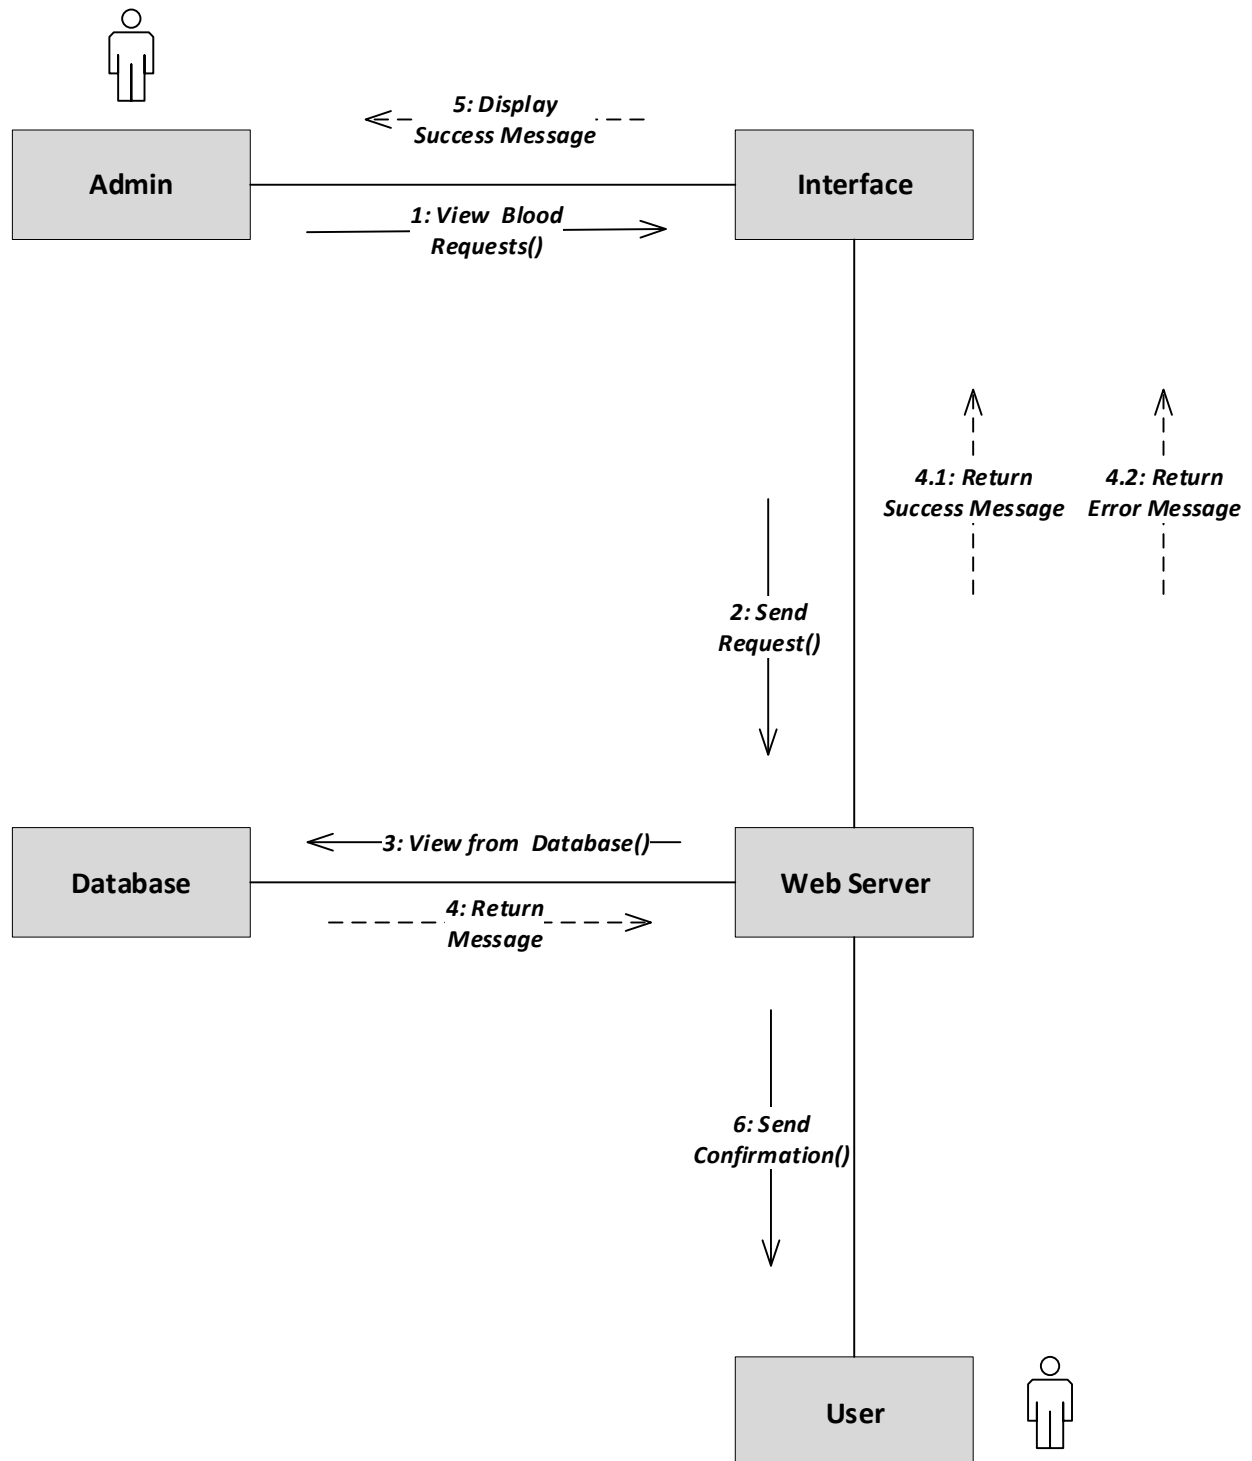 5: Display
Success Message
Admin
Interface
1: View  Blood
Requests()
4.1: Return
Success Message
4.2: Return
Error Message
2: Send
Request()
3: View from  Database()
Database
Web Server
4: Return
Message
6: Send
Confirmation()
User